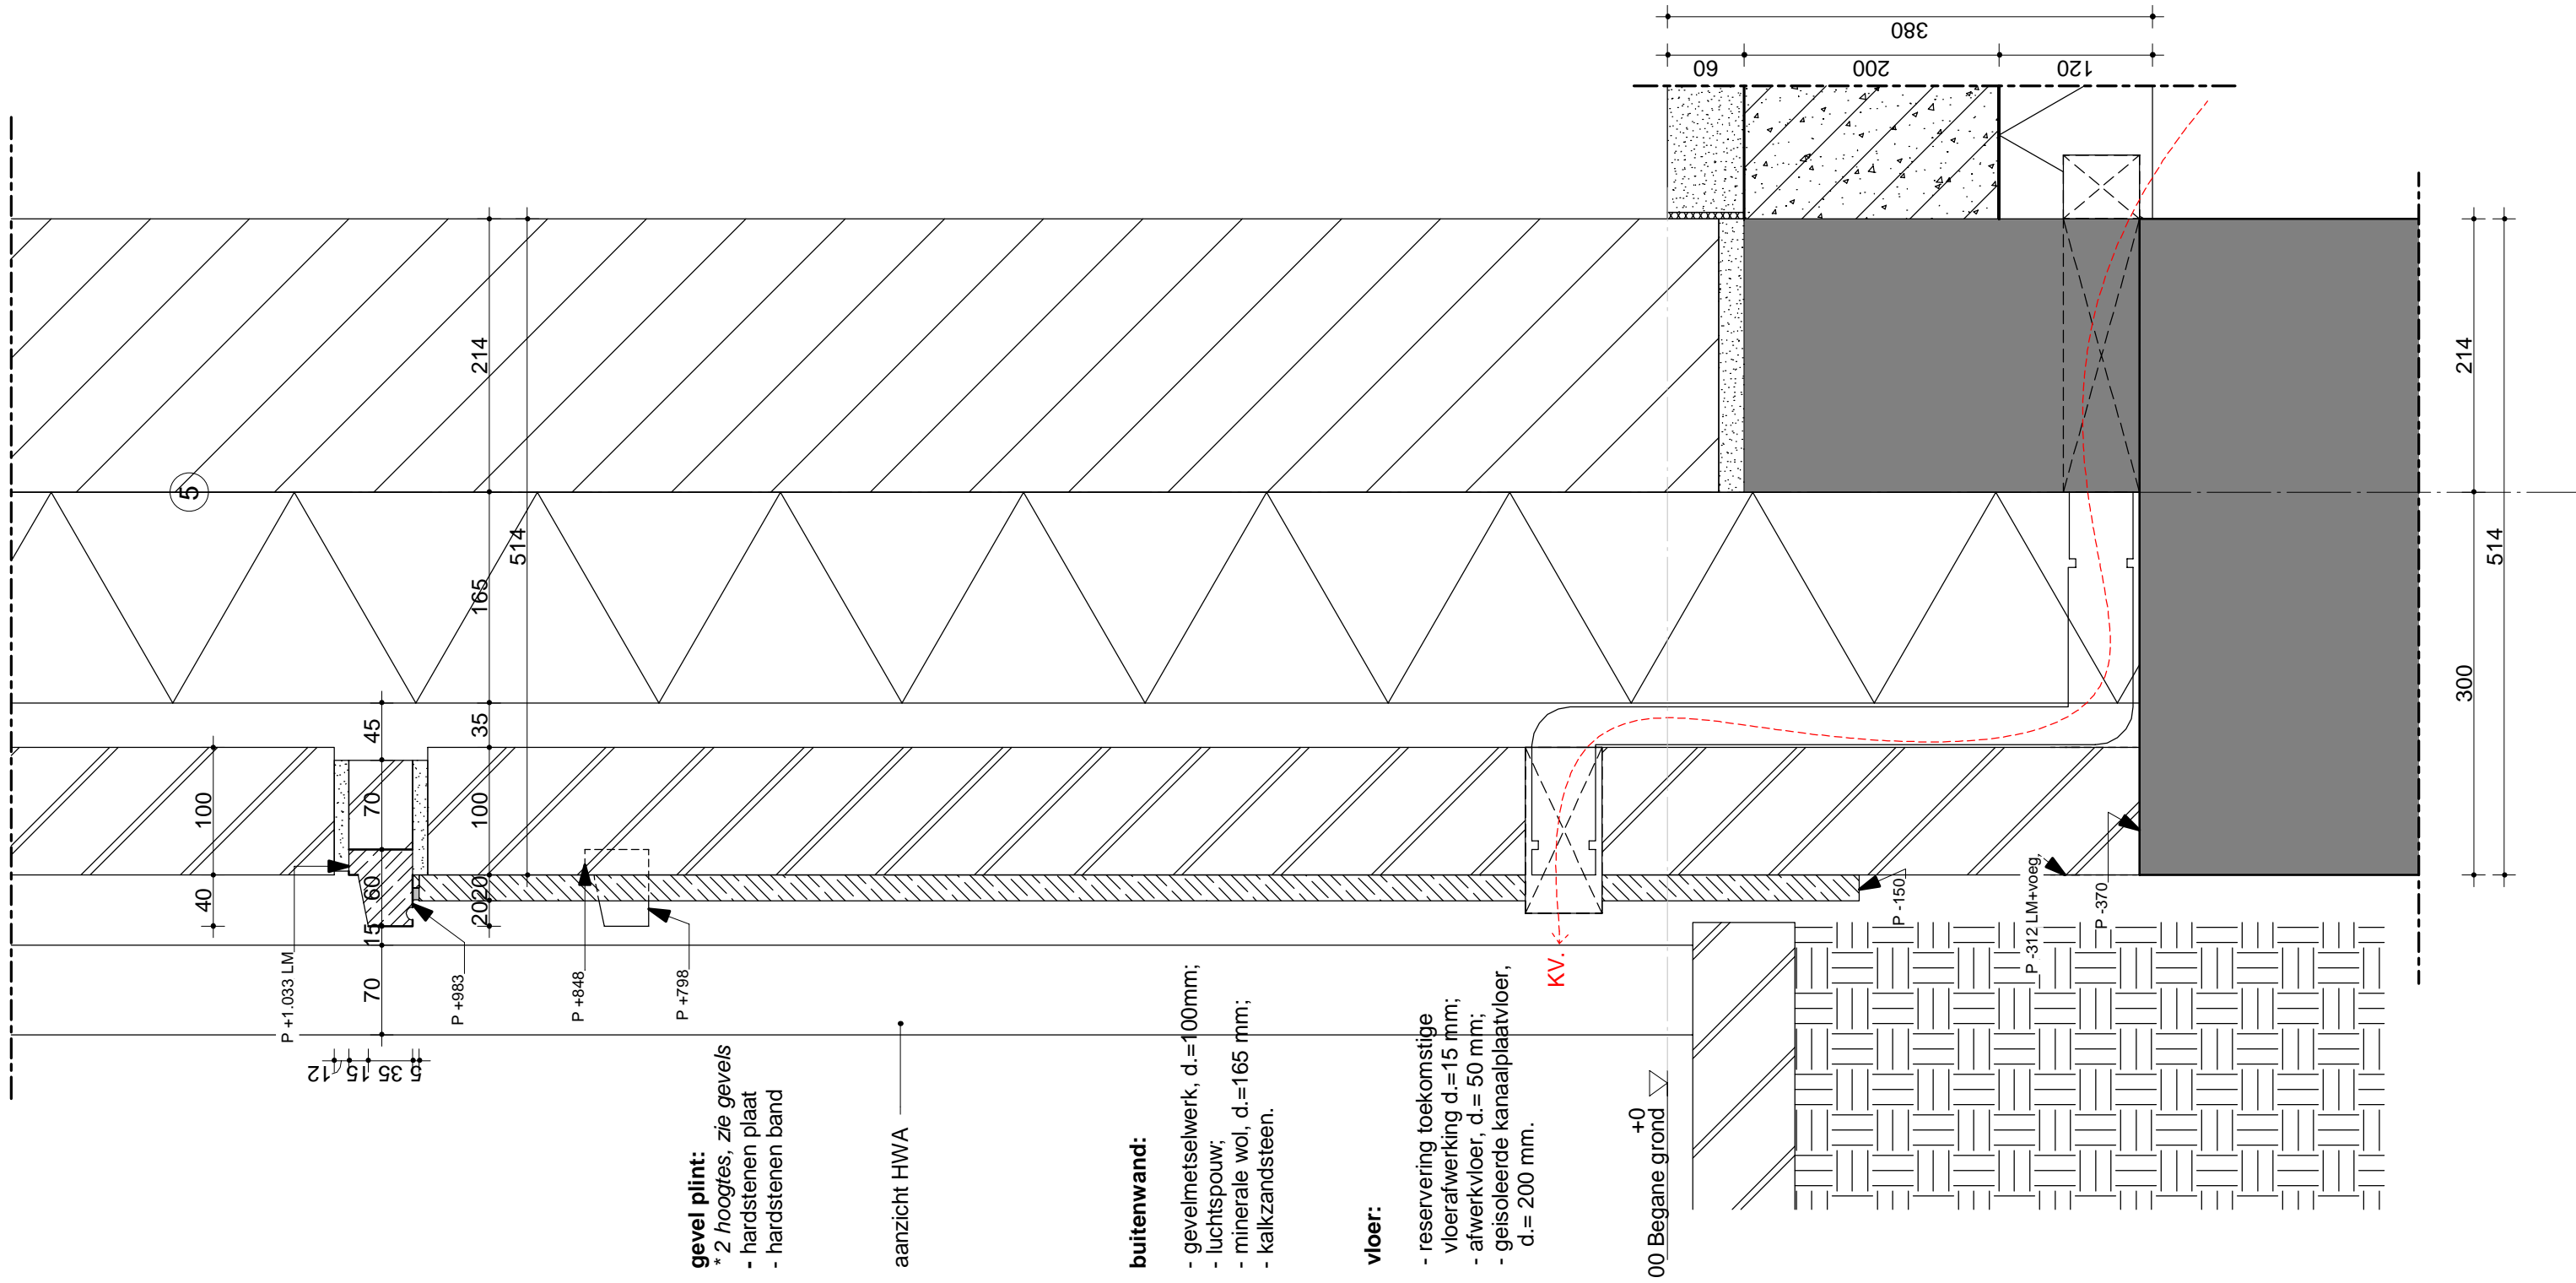 gevel plint:
* 2 hoogtes, zie gevels
- hardstenen plaat
- hardstenen band
aanzicht HWA
buitenwand:
- gevelmetselwerk, d.=100mm;
- luchtspouw;
- minerale wol, d.=165 mm;
- kalkzandsteen.
vloer:
- reservering toekomstige
vloerafwerking d.=15 mm;
- afwerkvloer, d.= 50 mm;
- geisoleerde kanaalplaatvloer,
d.= 200 mm.
+0
00 Begane grond
KV.
P +1.033 LM
P +983
P +848
P +798
P -150
P -312 LM+voeg,
P -370
5
100
40
45
70
60
15
70
12
15
35
5
214
165
35
100
20
20
514
380
60
200
120
214
300
514